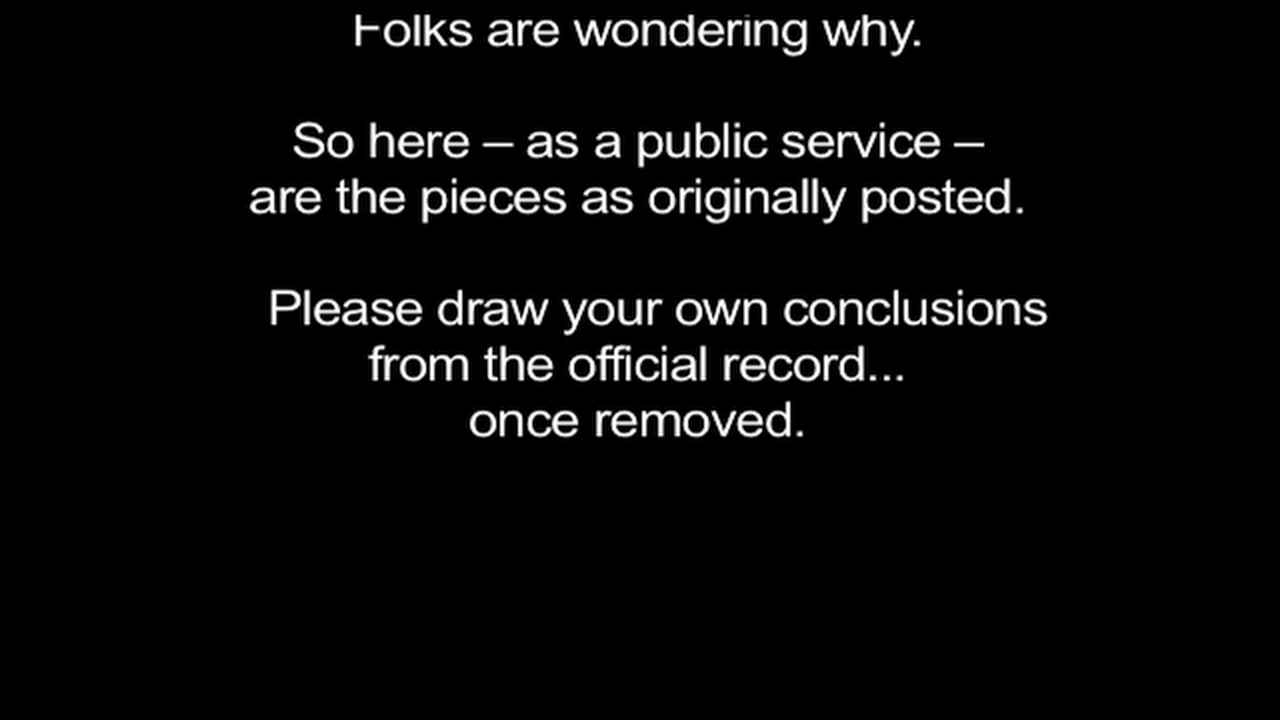 Folks are wondering why.
So here – as a public service –
are the pieces as originally posted.
Please draw your own conclusions
from the official record...
once removed.